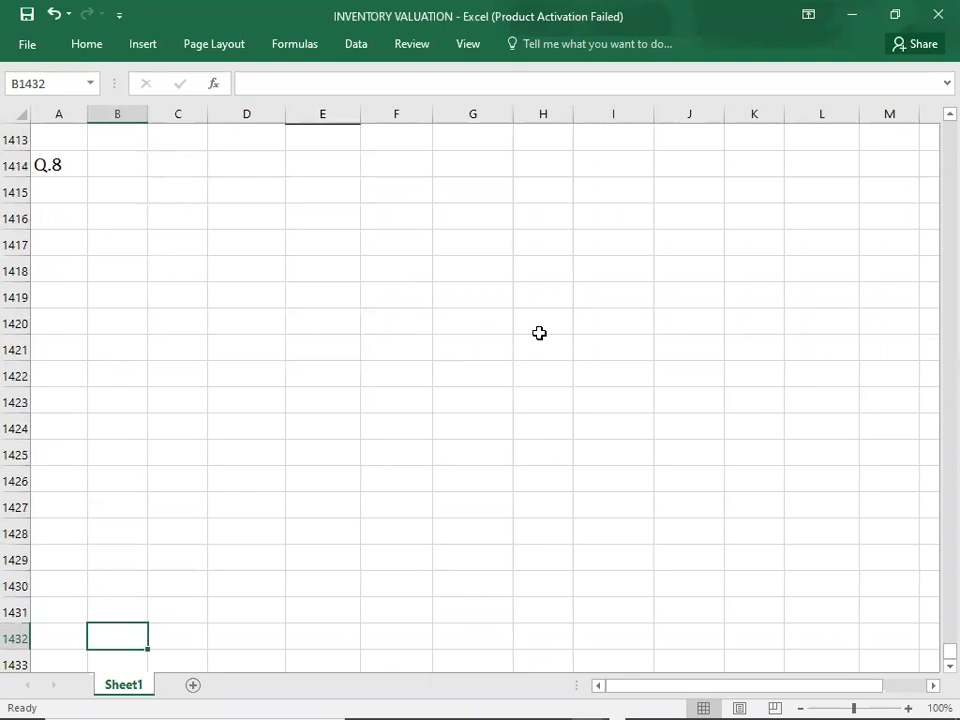 INVENTORY VALUATION - Excel (Product Activation Failed)
File Home Insert Page Layout Formulas Data Review View Tell me what you want to do... Share
B1432 fx
A B C D E F G H I J K L M
1413
1414 Q.8
1415
1416
1417
1418
1419
1420
1421
1422
1423
1424
1425
1426
1427
1428
1429
1430
1431
1432
1433
Sheet1
Ready 100%